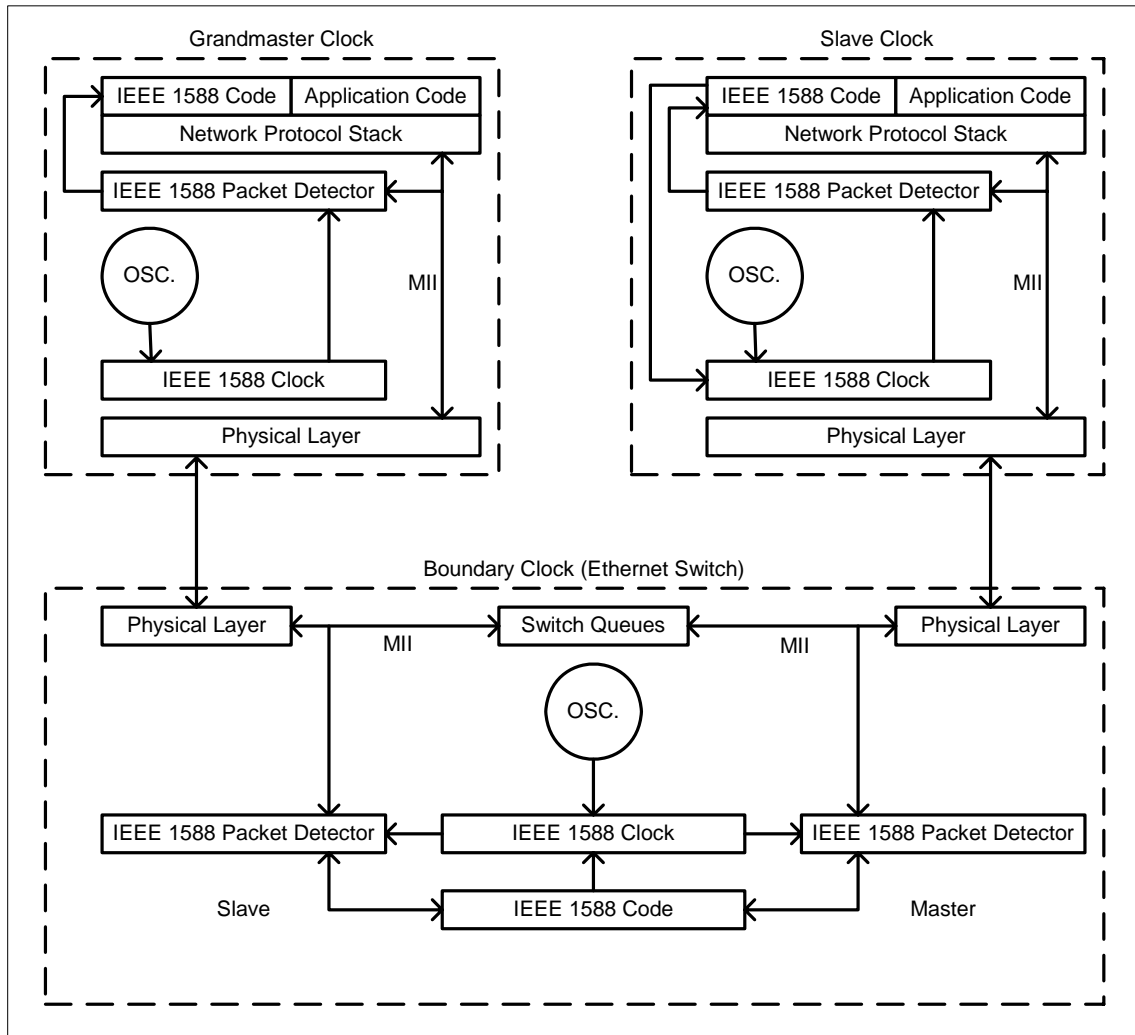 Grandmaster Clock
IEEE 1588 Code
Application Code
Network Protocol Stack
IEEE 1588 Packet Detector
OSC.
MII
IEEE 1588 Clock
Physical Layer
Slave Clock
IEEE 1588 Code
Application Code
Network Protocol Stack
IEEE 1588 Packet Detector
OSC.
MII
IEEE 1588 Clock
Physical Layer
Boundary Clock (Ethernet Switch)
Physical Layer
Switch Queues
Physical Layer
MII
MII
OSC.
IEEE 1588 Packet Detector
IEEE 1588 Clock
IEEE 1588 Packet Detector
Slave
IEEE 1588 Code
Master